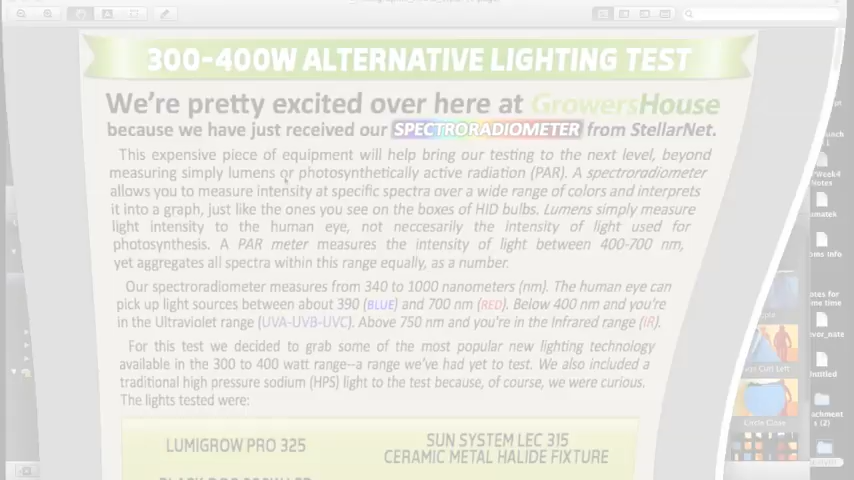 300-400W ALTERNATIVE LIGHTING TEST
We're pretty excited over here at GrowersHouse
because we have just received our SPECTRORADIOMETER from StellarNet.
This expensive piece of equipment will help bring our testing to the next level, beyond
measuring simply lumens or photosynthetically active radiation (PAR). A spectroradiometer
allows you to measure intensity at specific spectra over a wide range of colors and interprets
it into a graph, just like the ones you see on the boxes of HID bulbs. Lumens simply measure
light intensity to the human eye, not neccesarily the intensity of light used for
photosynthesis. A PAR meter measures the intensity of light between 400-700 nm,
yet aggregates all spectra within this range equally, as a number.
Our spectroradiometer measures from 340 to 1000 nanometers (nm). The human eye can
pick up light sources between about 390 (BLUE) and 700 nm (RED). Below 400 nm and you're
in the Ultraviolet range (UVA-UVB-UVC). Above 750 nm and you're in the Infrared range (IR).
For this test we decided to grab some of the most popular new lighting technology
available in the 300 to 400 watt range--a range we've had yet to test. We also included a
traditional high pressure sodium (HPS) light to the test because, of course, we were curious.
The lights tested were:
LUMIGROW PRO 325
SUN SYSTEM LEC 315
CERAMIC METAL HALIDE FIXTURE
Notes
Untitled
Little Close